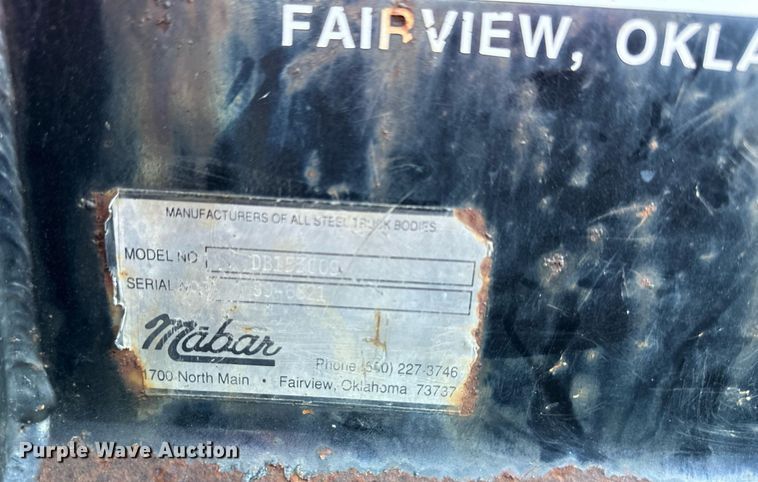 FAIRVIEW, OKLA
MANUFACTURERS OF ALL STEEL TRUCK BODIES
MODEL NO
SERIAL NO
Mabar
Phone (580) 227-3746
1700 North Main • Fairview, Oklahoma 73737
Purple Wave Auction